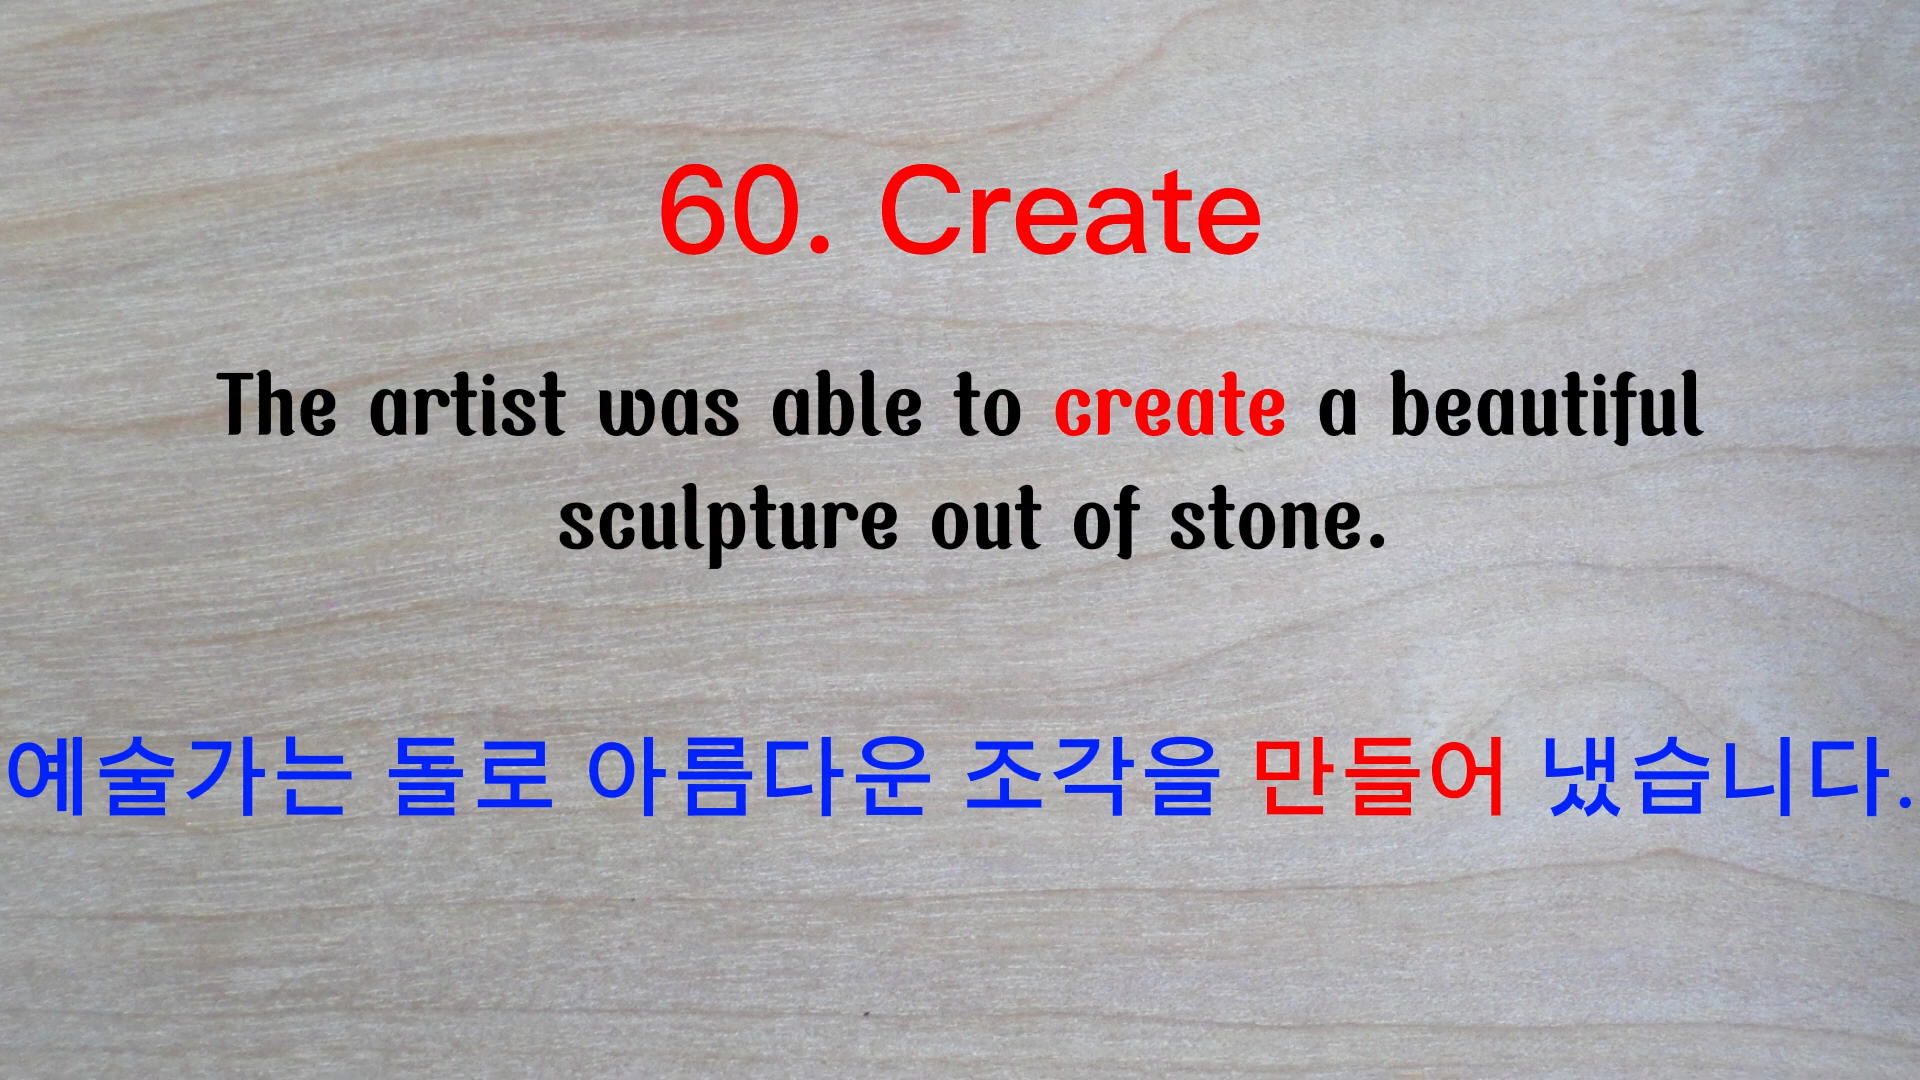 60. Create
The artist was able to create a beautiful
sculpture out of stone.
예술가는 돌로 아름다운 조각을 만들어 냈습니다.